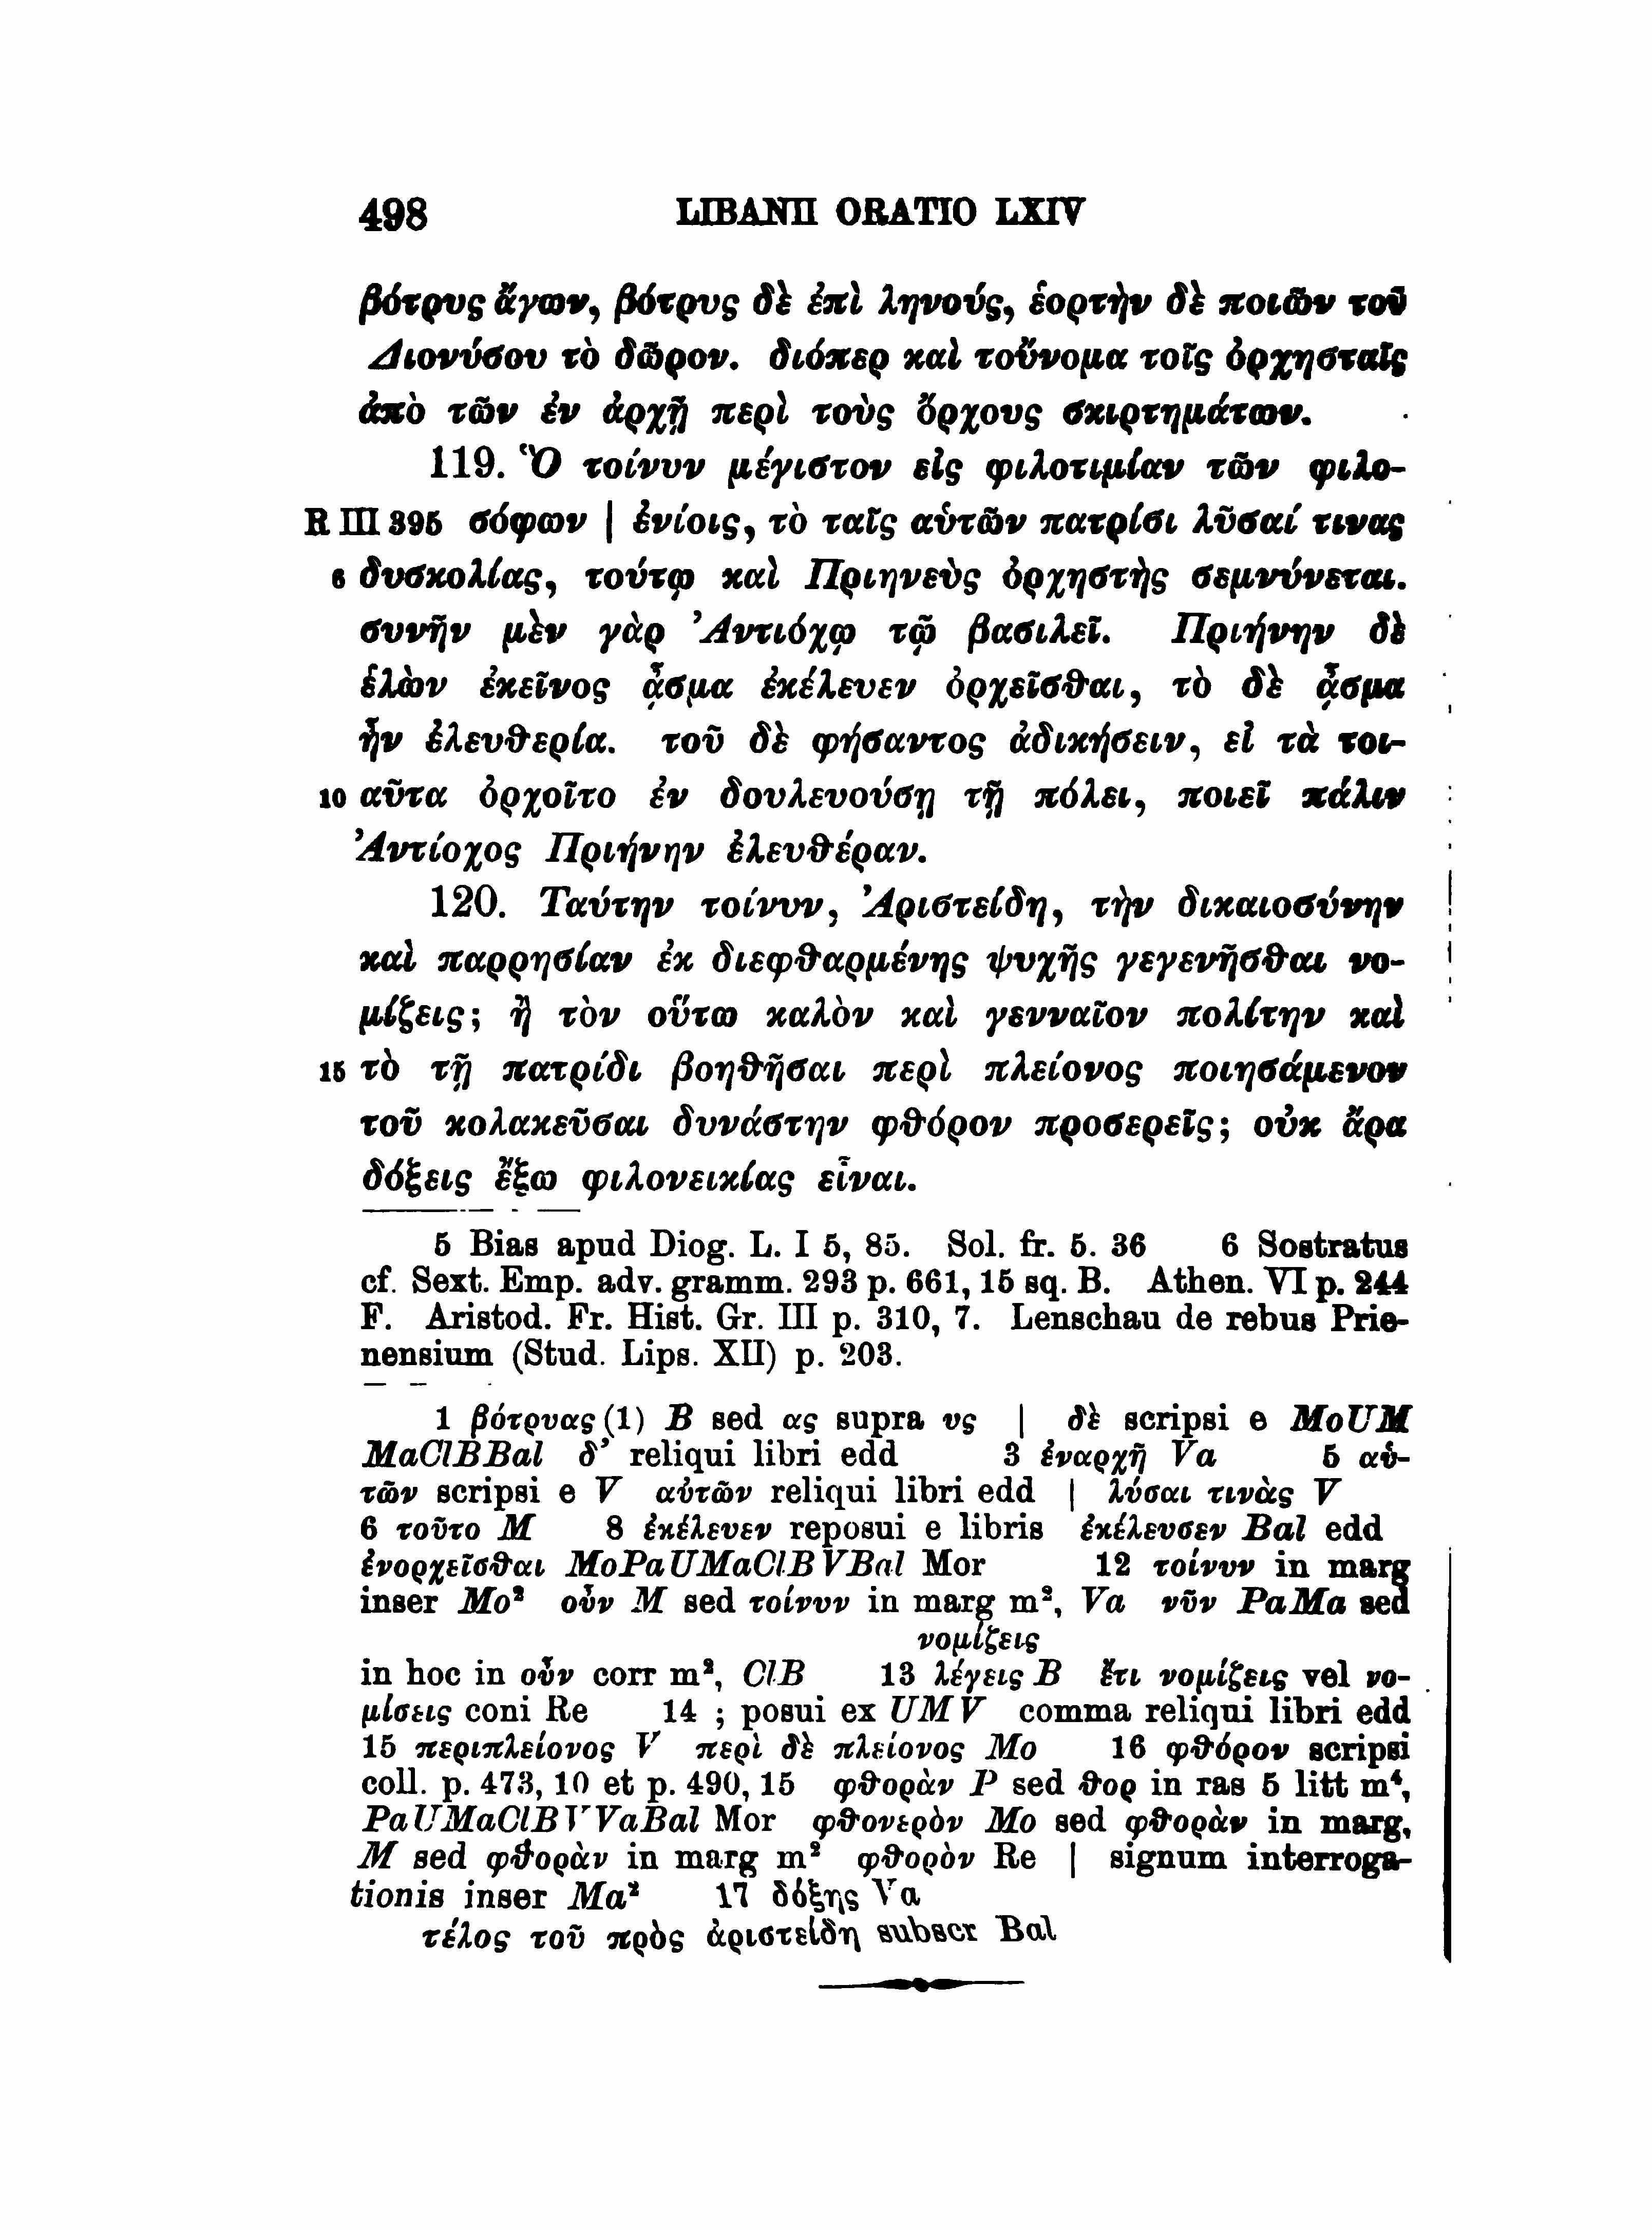 498 LIBANII ORATIO LXIV
βότρυς ἄγων, βότρυς δὲ ἐπὶ ληνούς, ἑορτὴν δὲ ποιῶν τοῦ
Διονύσου τὸ δῶρον. διόπερ καὶ τοὔνομα τοῖς ὀρχησταῖς
ἀπὸ τῶν ἐν ἀρχῇ περὶ τοὺς ὄρχους σκιρτημάτων.
119. Ὃ τοίνυν μέγιστον εἰς φιλοτιμίαν τῶν φιλο-
R III 395 σόφων | ἐνίοις, τὸ ταῖς αὑτῶν πατρίσι λῦσαί τινας
6 δυσκολίας, τούτῳ καὶ Πριηνεὺς ὀρχηστὴς σεμνύνεται.
συνῆν μὲν γὰρ Ἀντιόχῳ τῷ βασιλεῖ. Πριήνην δὲ
ἑλὼν ἐκεῖνος ᾆσμα ἐκέλευεν ὀρχεῖσθαι, τὸ δὲ ᾆσμα
ἦν ἐλευθερία. τοῦ δὲ φήσαντος ἀδικήσειν, εἰ τὰ τοι-
10 αῦτα ὀρχοῖτο ἐν δουλευούσῃ τῇ πόλει, ποιεῖ πάλιν
Ἀντίοχος Πριήνην ἐλευθέραν.
120. Ταύτην τοίνυν, Ἀριστείδη, τὴν δικαιοσύνην
καὶ παρρησίαν ἐκ διεφθαρμένης ψυχῆς γεγενῆσθαι νο-
μίζεις; ἢ τὸν οὕτω καλὸν καὶ γενναῖον πολίτην καὶ
15 τὸ τῇ πατρίδι βοηθῆσαι περὶ πλείονος ποιησάμενον
τοῦ κολακεῦσαι δυνάστην φθόρον προσερεῖς; οὐκ ἄρα
δόξεις ἔξω φιλονεικίας εἶναι.
5 Bias apud Diog. L. I 5, 85. Sol. fr. 5. 36 6 Sostratus
cf. Sext. Emp. adv. gramm. 293 p. 661, 15 sq. B. Athen. VI p. 244
F. Aristod. Fr. Hist. Gr. III p. 310, 7. Lenschau de rebus Prie-
nensium (Stud. Lips. XII) p. 203.
1 βότρυας (1) B sed ας supra υς | δὲ scripsi e MoUM
MaClBBal δ’ reliqui libri edd 3 ἐναρχῆ Va 5 αὑ-
τῶν scripsi e V αὐτῶν reliqui libri edd | λύσαι τινὰς V
6 τοῦτο M 8 ἐκέλευεν reposui e libris ἐκέλευσεν Bal edd
ἐνορχεῖσθαι MoPaUMaClBVBal Mor 12 τοίνυν in marg
inser Mo² οὖν M sed τοίνυν in marg m², Va νῦν PaMa sed
νομίζεις
in hoc in οὖν corr m², ClB 13 λέγεις B ἔτι νομίζεις vel νο-
μίσεις coni Re 14 ; posui ex UMV comma reliqui libri edd
15 περιπλείονος V περὶ δὲ πλείονος Mo 16 φθόρον scripsi
coll. p. 473, 10 et p. 490, 15 φθορὰν P sed θορ in ras 5 litt m⁴,
PaUMaClBVVaBal Mor φθονερὸν Mo sed φθορὰν in marg,
M sed φθορὰν in marg m² φθορὸν Re | signum interroga-
tionis inser Ma² 17 δόξῃς Va
τέλος τοῦ πρὸς ἀριστείδη subscr Bal